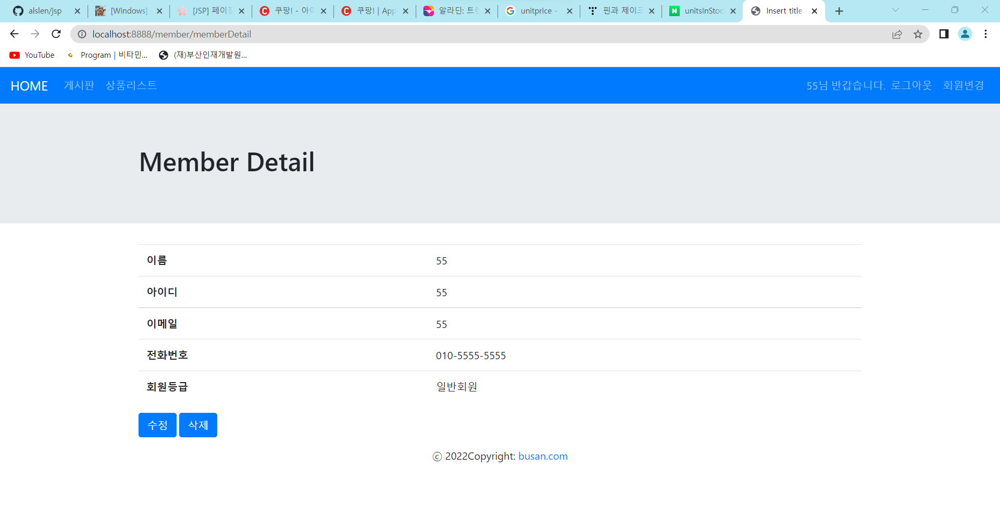 alslen/jsp [Windows] [JSP] 페이징 쿠팡! - 아이 쿠팡! | App 알라딘: 트 unitprice - 핀과 제이크 unitsInStoc Insert title
localhost:8888/member/memberDetail
YouTube Program | 비타민... (재)부산인재개발원...
HOME 게시판 상품리스트 55님 반갑습니다. 로그아웃 회원변경
Member Detail
이름 55
아이디 55
이메일 55
전화번호 010-5555-5555
회원등급 일반회원
수정 삭제
ⓒ 2022Copyright: busan.com